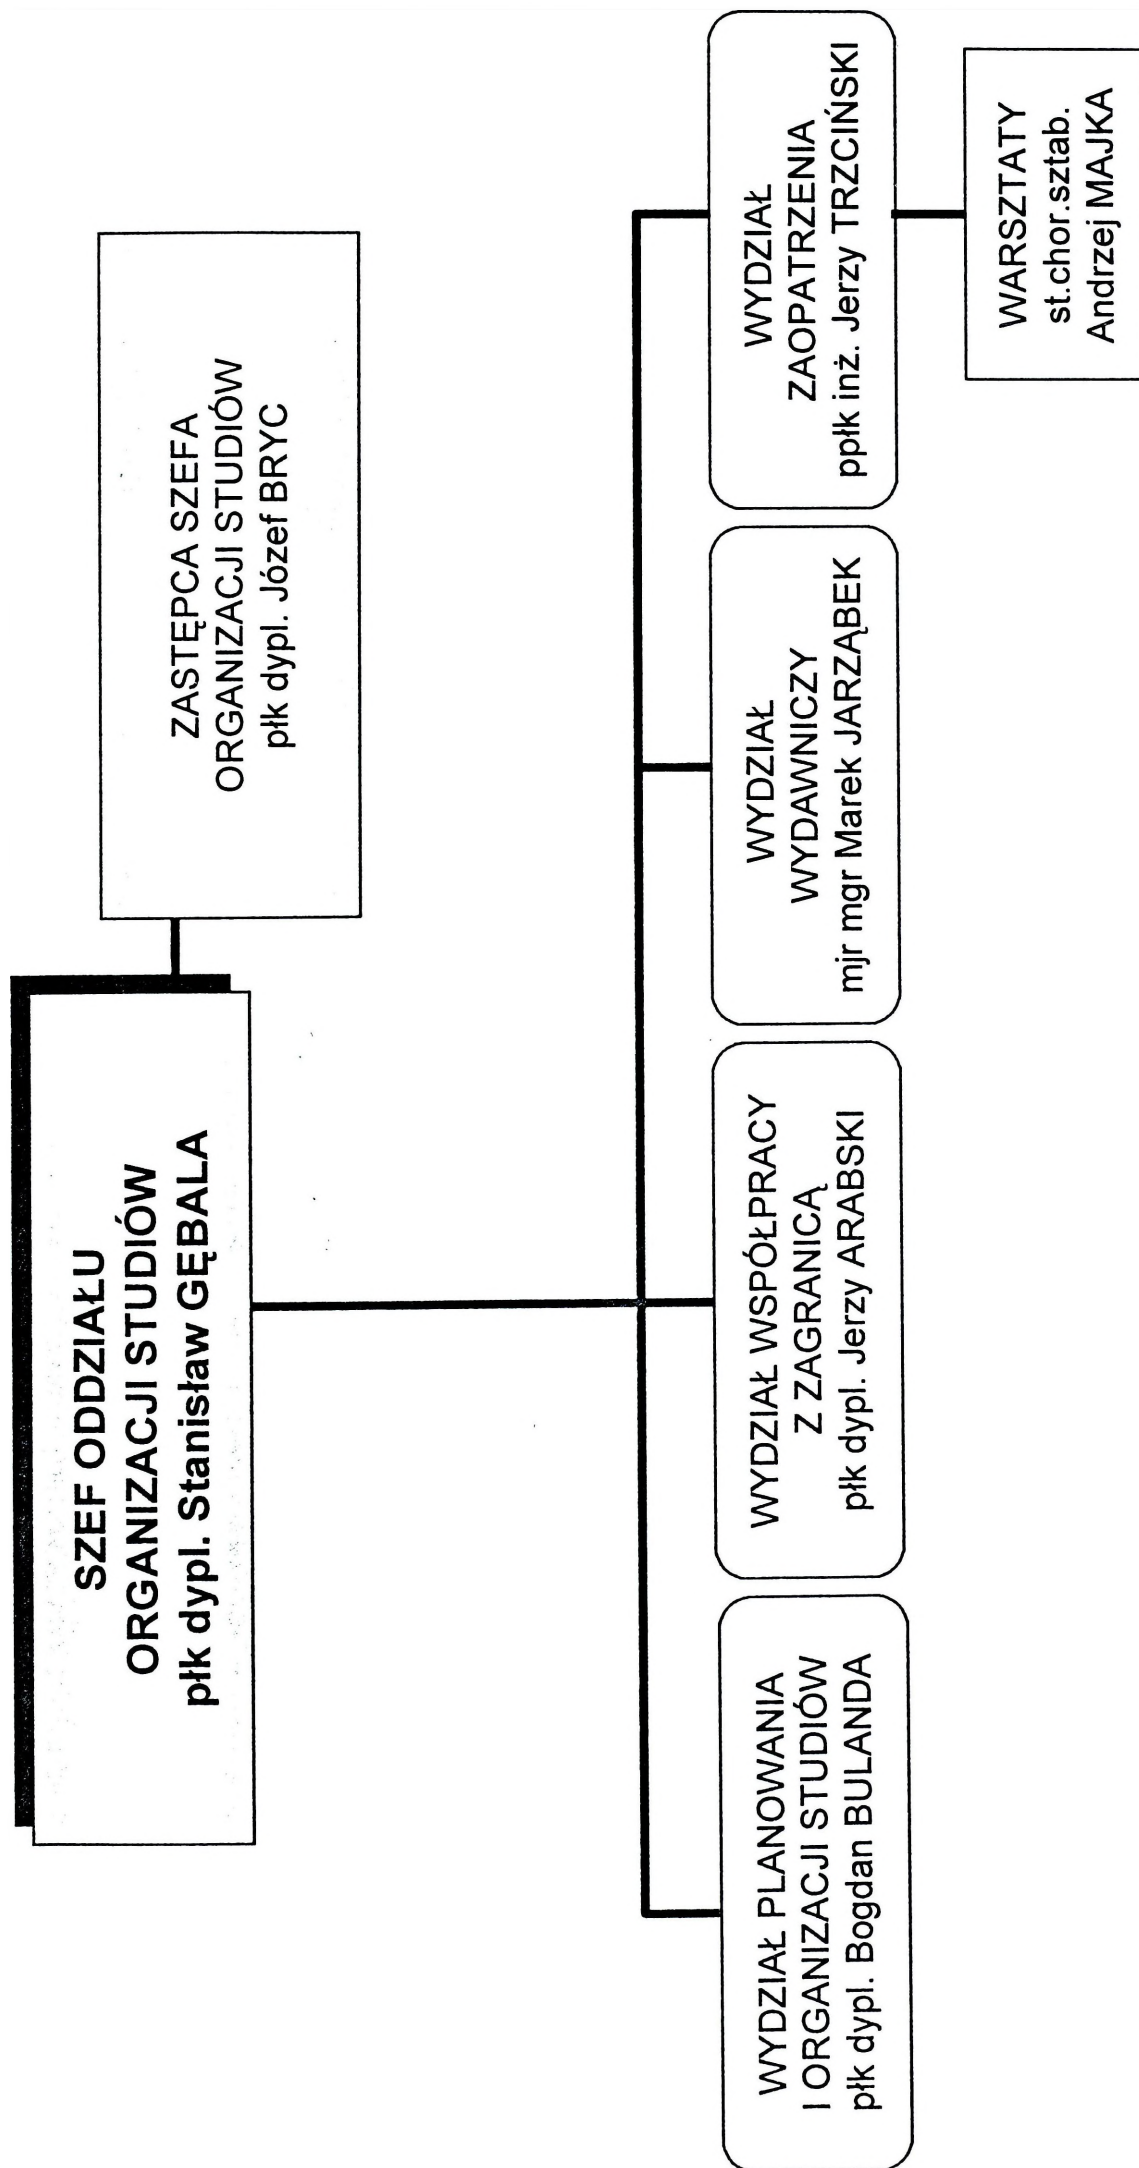 SZEF ODDZIAŁU
ORGANIZACJI STUDIÓW
płk dypl. Stanisław GĘBALA
ZASTĘPCA SZEFA
ORGANIZACJI STUDIÓW
płk dypl. Józef BRYC
WYDZIAŁ PLANOWANIA
I ORGANIZACJI STUDIÓW
płk dypl. Bogdan BULANDA
WYDZIAŁ WSPÓŁPRACY
Z ZAGRANICĄ
płk dypl. Jerzy ARABSKI
WYDZIAŁ
WYDAWNICZY
mjr mgr Marek JARZĄBEK
WYDZIAŁ
ZAOPATRZENIA
ppłk inż. Jerzy TRZCIŃSKI
WARSZTATY
st.chor.sztab.
Andrzej MAJKA